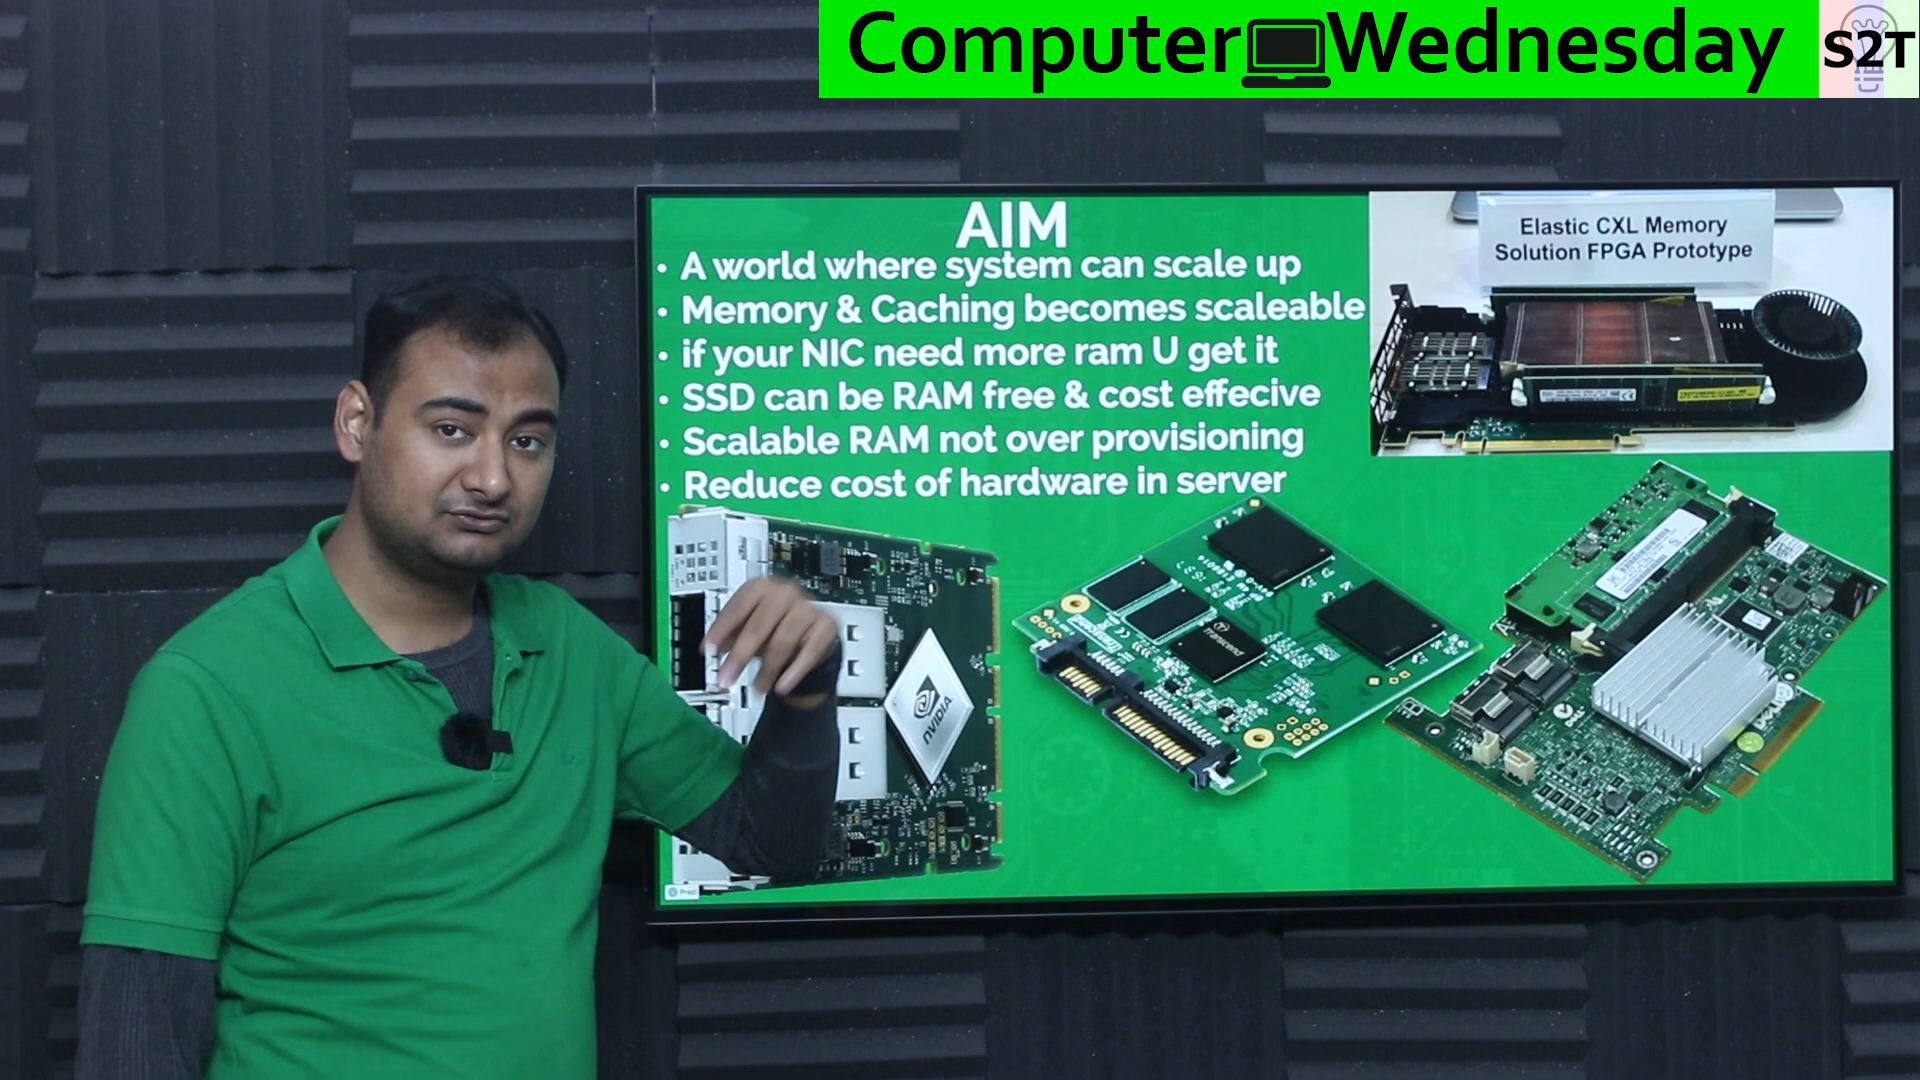 Computer Wednesday
S2T
AIM
• A world where system can scale up
• Memory & Caching becomes scaleable
• if your NIC need more ram U get it
• SSD can be RAM free & cost effecive
• Scalable RAM not over provisioning
• Reduce cost of hardware in server
Elastic CXL Memory
Solution FPGA Prototype
NVIDIA
Transcend
Prezi